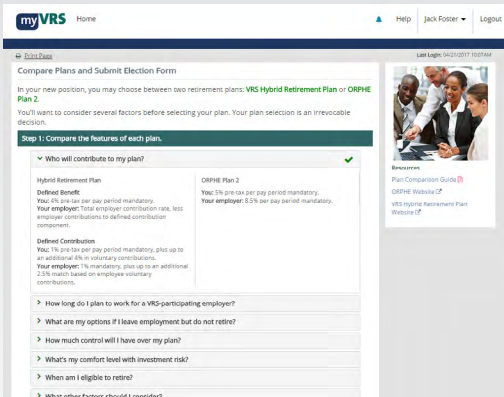 myVRS Home Help Jack Foster Logout
Print Page
Last Login: 04/21/2017 10:07AM
Compare Plans and Submit Election Form
In your new position, you may choose between two retirement plans: VRS Hybrid Retirement Plan or ORPHE
Plan 2.
You'll want to consider several factors before selecting your plan. Your plan selection is an irrevocable
decision.
Step 1: Compare the features of each plan.
Who will contribute to my plan?
Hybrid Retirement Plan
Defined Benefit
You: 4% pre-tax per pay period mandatory.
Your employer: Total employer contribution rate, less
employer contributions to defined contribution
component.
Defined Contribution
You: 1% pre-tax per pay period mandatory, plus up to
an additional 4% in voluntary contributions.
Your employer: 1% mandatory, plus up to an additional
2.5% match based on employee voluntary
contributions.
ORPHE Plan 2
You: 5% pre-tax per pay period mandatory.
Your employer: 8.5% per pay period mandatory.
How long do I plan to work for a VRS-participating employer?
What are my options if I leave employment but do not retire?
How much control will I have over my plan?
What's my comfort level with investment risk?
When am I eligible to retire?
What other factors should I consider?
Resources
Plan Comparison Guide
ORPHE Website
VRS Hybrid Retirement Plan
Website